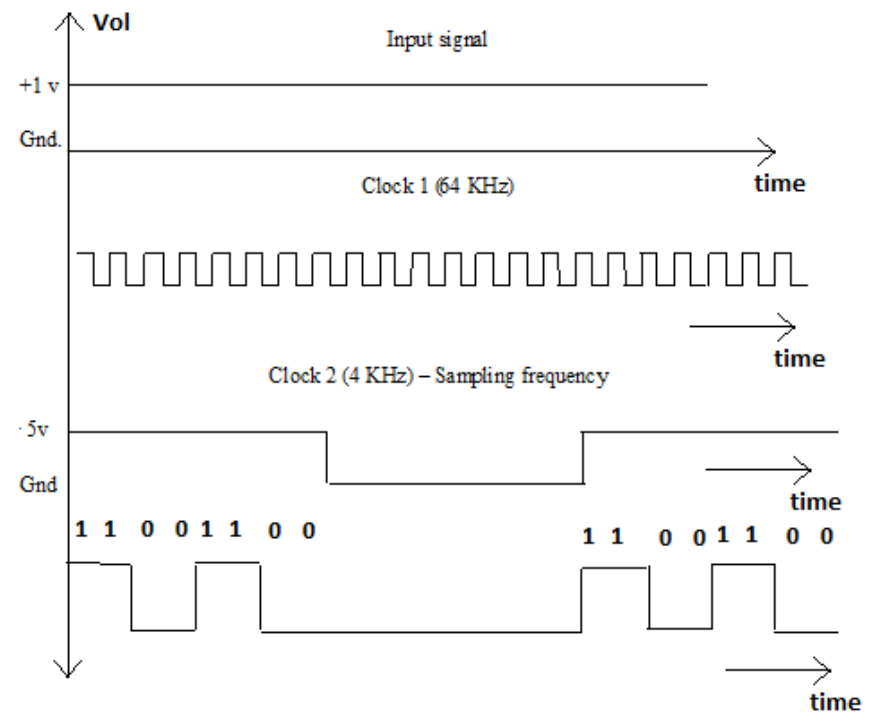 Vol
Input signal
+1 v
Gnd.
time
Clock 1 (64 KHz)
time
Clock 2 (4 KHz) – Sampling frequency
· 5v
Gnd
time
1 1 0 0 1 1 0 0
1 1 0 0 1 1 0 0
time